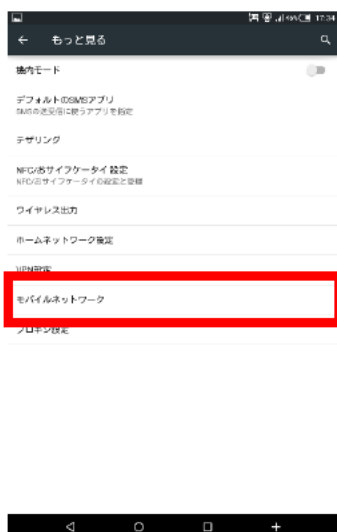 46% 17:34
もっと見る
機内モード
デフォルトのSMSアプリ
SMSの送受信に使うアプリを指定
テザリング
NFC/おサイフケータイ 設定
NFC/おサイフケータイの設定と登録
ワイヤレス出力
ホームネットワーク設定
VPN設定
モバイルネットワーク
プロキシ設定